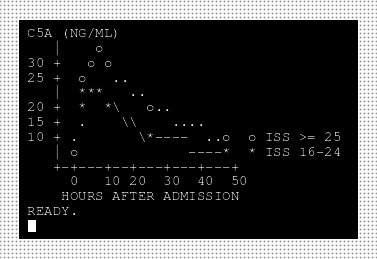 C5A (NG/ML)
    |      o
30 +    o o
25 +   o   ..
    |   ***    ..
20 +   *  *\   o..
15 +   .    \\    ....
10 +  .       \*----  ..o  o ISS >= 25
    |  o             ----*  * ISS 16-24
    +-+---+--+---+---+---+
      0   10 20  30  40  50
     HOURS AFTER ADMISSION
READY.